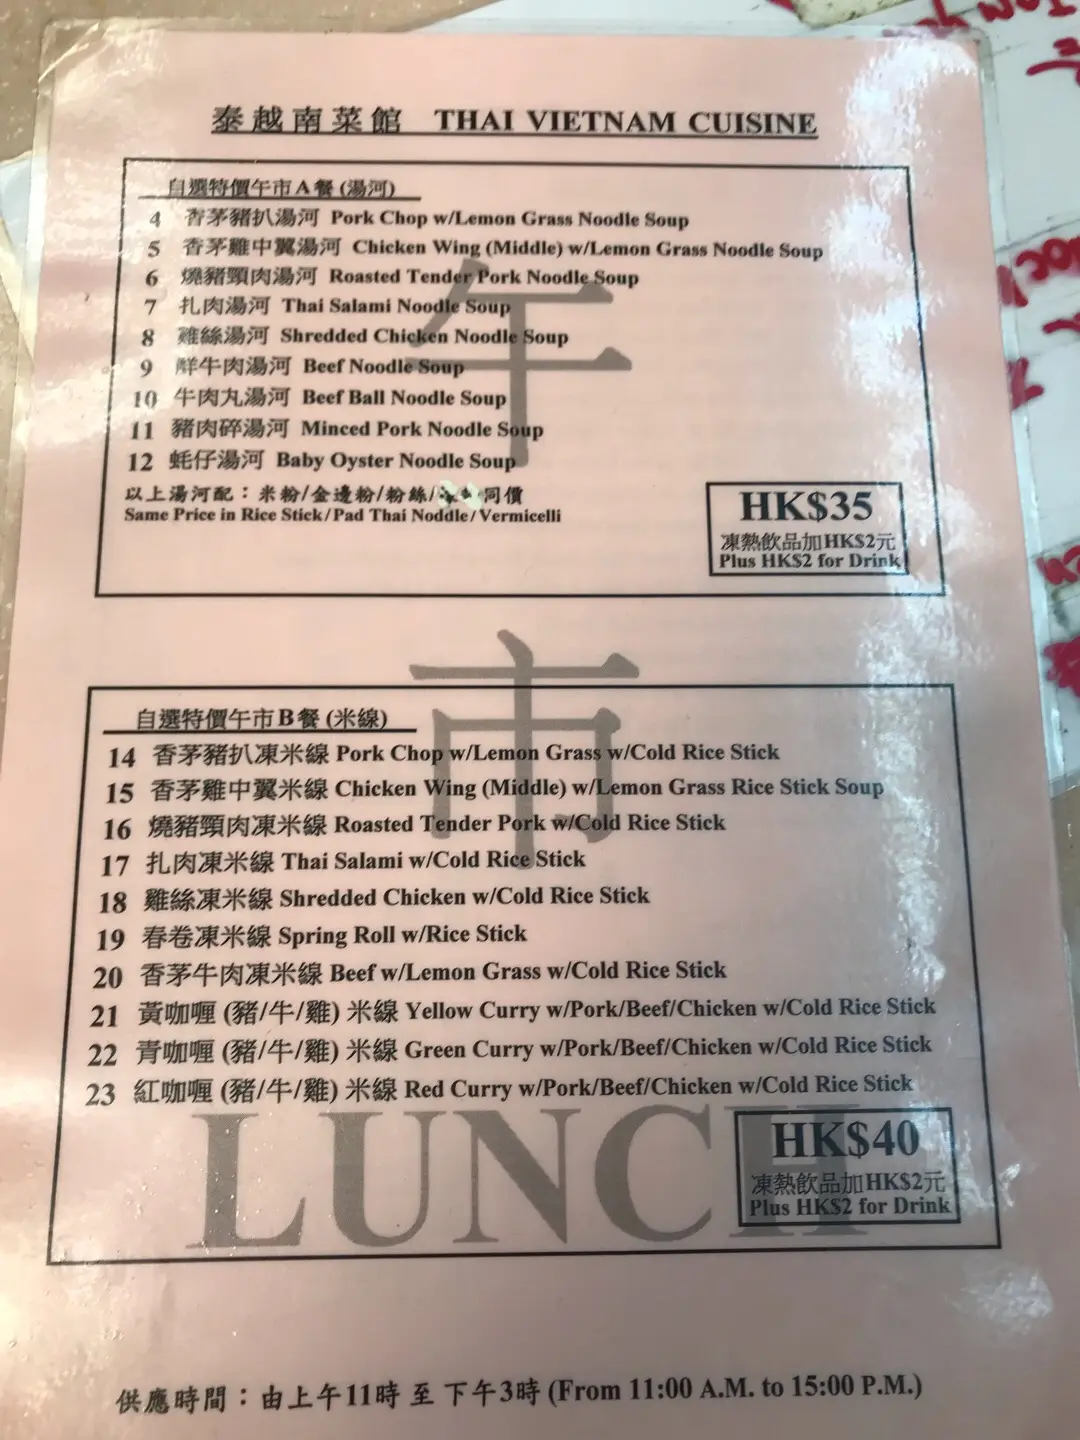 泰越南菜館 THAI VIETNAM CUISINE
自選特價午市A餐 (湯河)
4 香茅豬扒湯河 Pork Chop w/Lemon Grass Noodle Soup
5 香茅雞中翼湯河 Chicken Wing (Middle) w/Lemon Grass Noodle Soup
6 燒豬頸肉湯河 Roasted Tender Pork Noodle Soup
7 扎肉湯河 Thai Salami Noodle Soup
8 雞絲湯河 Shredded Chicken Noodle Soup
9 鮮牛肉湯河 Beef Noodle Soup
10 牛肉丸湯河 Beef Ball Noodle Soup
11 豬肉碎湯河 Minced Pork Noodle Soup
12 蚝仔湯河 Baby Oyster Noodle Soup
以上湯河配：米粉/金邊粉/粉絲/ 同價
Same Price in Rice Stick/Pad Thai Noddle/Vermicelli
HK$35
凍熱飲品加HK$2元
Plus HK$2 for Drink
午
市
自選特價午市B餐 (米線)
14 香茅豬扒凍米線 Pork Chop w/Lemon Grass w/Cold Rice Stick
15 香茅雞中翼米線 Chicken Wing (Middle) w/Lemon Grass Rice Stick Soup
16 燒豬頸肉凍米線 Roasted Tender Pork w/Cold Rice Stick
17 扎肉凍米線 Thai Salami w/Cold Rice Stick
18 雞絲凍米線 Shredded Chicken w/Cold Rice Stick
19 春卷凍米線 Spring Roll w/Rice Stick
20 香茅牛肉凍米線 Beef w/Lemon Grass w/Cold Rice Stick
21 黃咖喱 (豬/牛/雞) 米線 Yellow Curry w/Pork/Beef/Chicken w/Cold Rice Stick
22 青咖喱 (豬/牛/雞) 米線 Green Curry w/Pork/Beef/Chicken w/Cold Rice Stick
23 紅咖喱 (豬/牛/雞) 米線 Red Curry w/Pork/Beef/Chicken w/Cold Rice Stick
LUNCH
HK$40
凍熱飲品加HK$2元
Plus HK$2 for Drink
供應時間：由上午11時 至 下午3時 (From 11:00 A.M. to 15:00 P.M.)